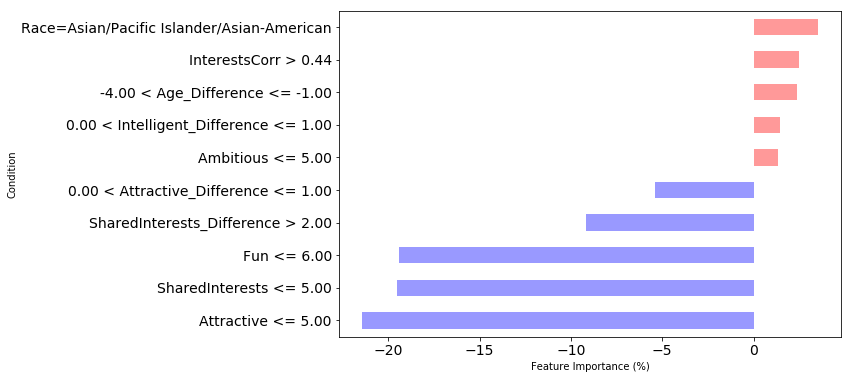 Race=Asian/Pacific Islander/Asian-American
InterestsCorr > 0.44
-4.00 < Age_Difference <= -1.00
0.00 < Intelligent_Difference <= 1.00
Ambitious <= 5.00
0.00 < Attractive_Difference <= 1.00
SharedInterests_Difference > 2.00
Fun <= 6.00
SharedInterests <= 5.00
Attractive <= 5.00
Condition
−20 −15 −10 −5 0
Feature Importance (%)